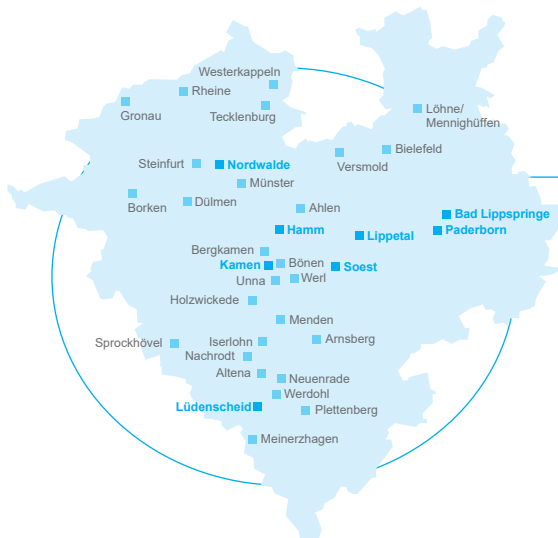 Westerkappeln
Rheine
Gronau
Tecklenburg
Löhne/
Mennighüffen
Steinfurt
Nordwalde
Versmold
Bielefeld
Münster
Borken
Dülmen
Ahlen
Bad Lippspringe
Hamm
Lippetal
Paderborn
Bergkamen
Kamen
Bönen
Soest
Unna
Werl
Holzwickede
Menden
Sprockhövel
Iserlohn
Arnsberg
Nachrodt
Altena
Neuenrade
Werdohl
Lüdenscheid
Plettenberg
Meinerzhagen